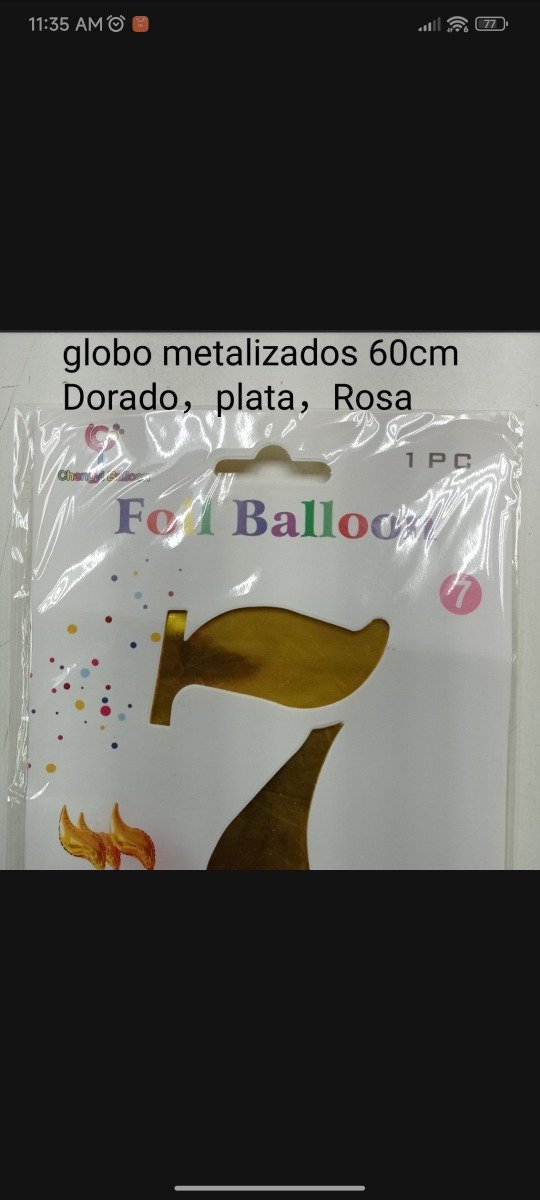 11:35 AM
77
globo metalizados 60cm
Dorado，plata，Rosa
1 PC
Foil Balloon
7